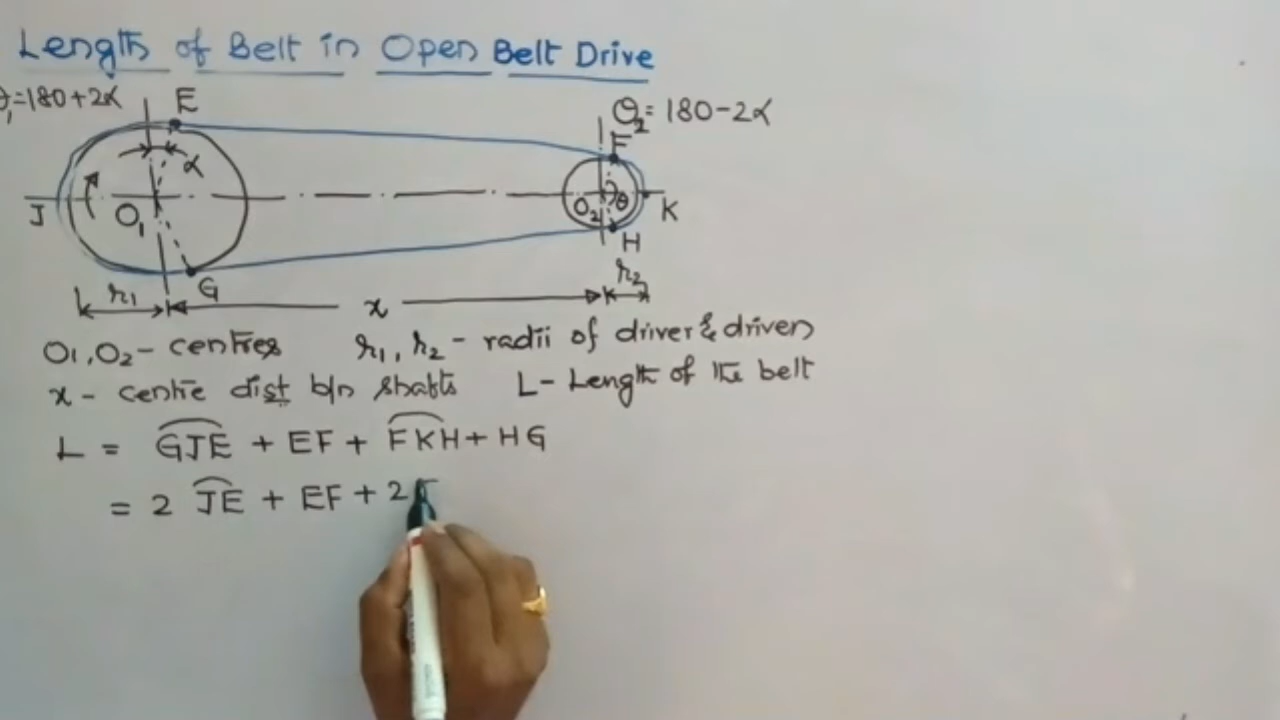 Length of Belt in Open Belt Drive
θ₁=180+2α
E
θ₂= 180-2α
F
α
J
O₁
O₂
θ
K
H
G
r₁
x
r₂
O1,O2- centres r₁, r₂ - radii of driver & driven
x - centre dist b/n shafts L- Length of the belt
L = GJE + EF + FKH + HG
= 2 JE + EF + 2